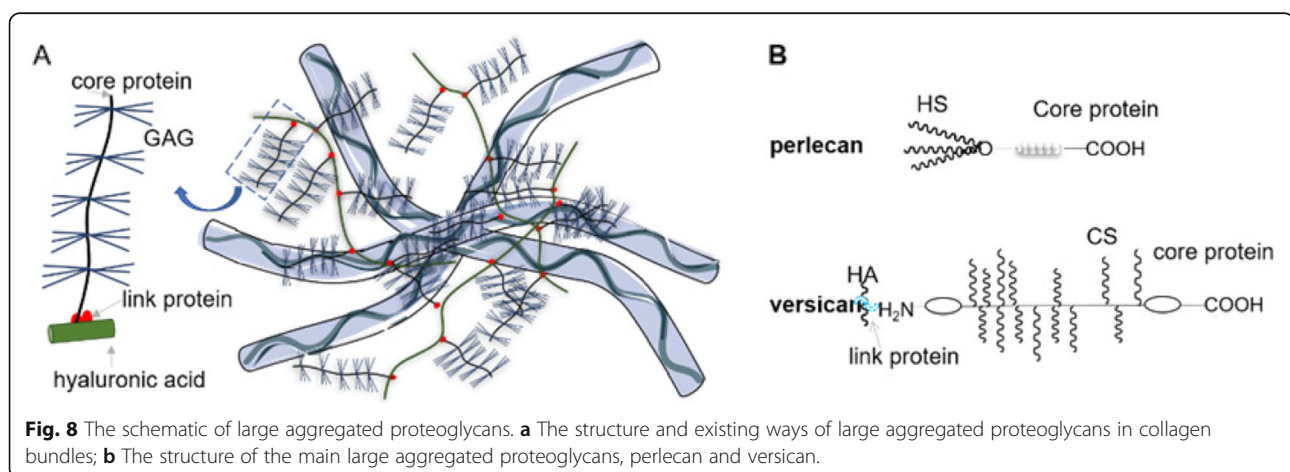 A
core protein
GAG
link protein
hyaluronic acid
B
HS
Core protein
perlecan
O
COOH
CS
core protein
HA
versican
H₂N
COOH
link protein
Fig. 8 The schematic of large aggregated proteoglycans. a The structure and existing ways of large aggregated proteoglycans in collagen
bundles; b The structure of the main large aggregated proteoglycans, perlecan and versican.